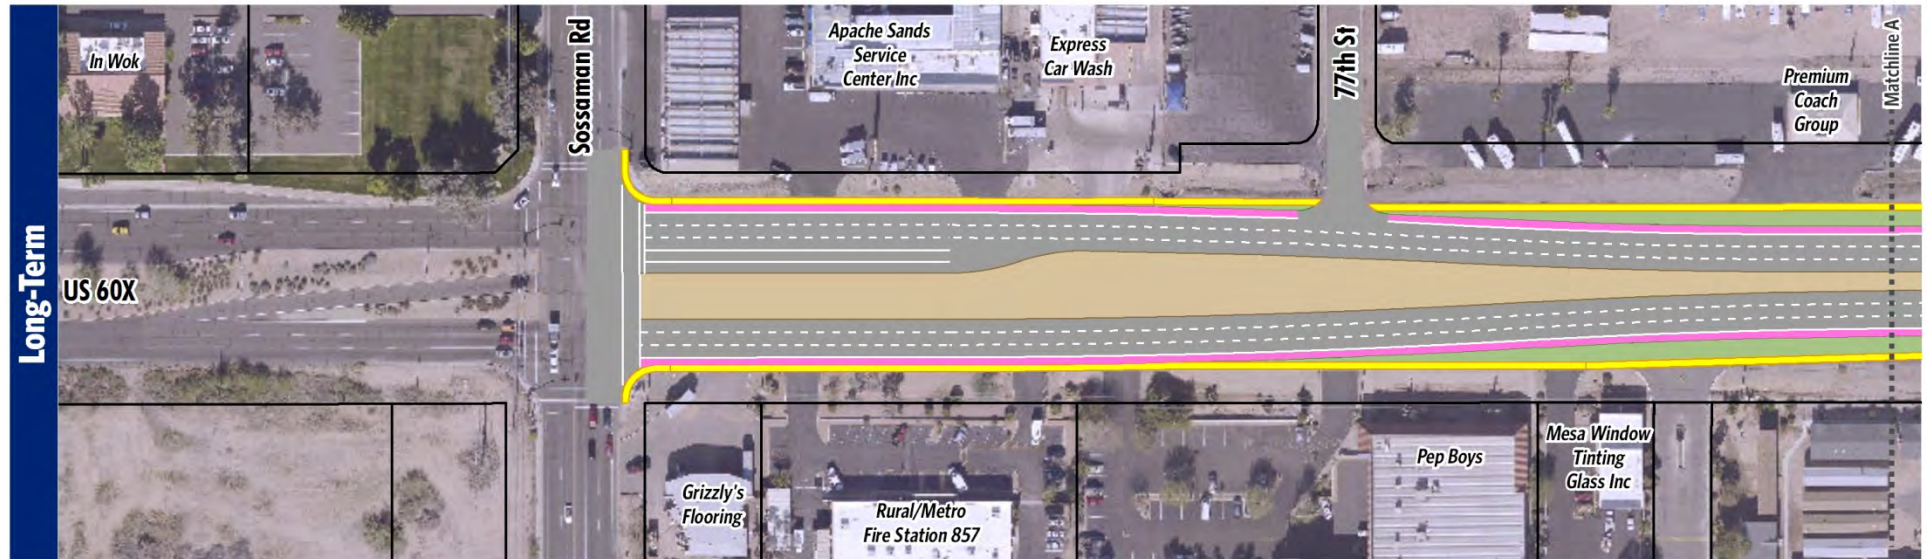 Long-Term
In Wok
US 60X
Sossaman Rd
Apache Sands
Service
Center Inc
Express
Car Wash
77th St
Premium
Coach
Group
Matchline A
Grizzly's
Flooring
Rural/Metro
Fire Station 857
Pep Boys
Mesa Window
Tinting
Glass Inc